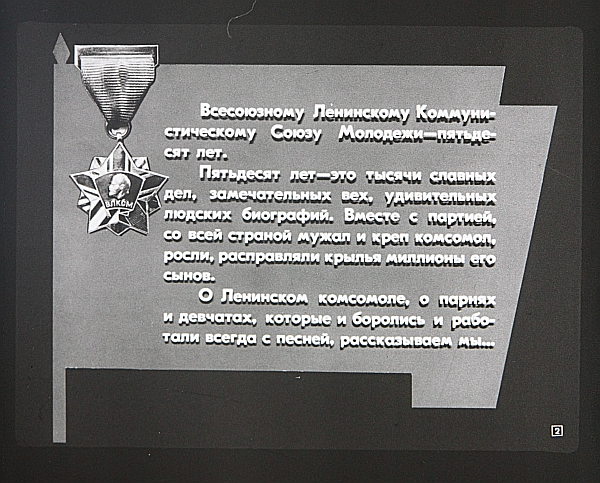 Всесоюзному Ленинскому Коммуни-
стическому Союзу Молодежи—пятьде-
сят лет.
Пятьдесят лет—это тысячи славных
дел, замечательных вех, удивительных
людских биографий. Вместе с партией,
со всей страной мужал и креп комсомол,
росли, расправляли крылья миллионы его
сынов.
О Ленинском комсомоле, о парнях
и девчатах, которые и боролись и рабо-
тали всегда с песней, рассказываем мы...
ВЛКСМ
2